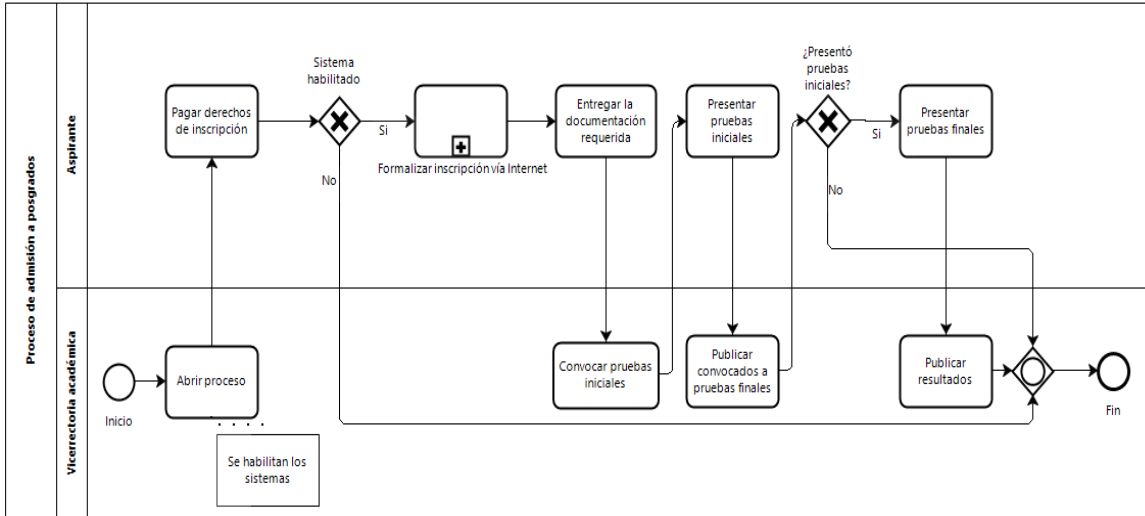 Proceso de admisión a posgrados
Aspirante
Vicerrectoria académica
Sistema
habilitado
¿Presentó
pruebas
iniciales?
Pagar derechos
de inscripción
Si
Formalizar inscripción vía Internet
Entregar la
documentación
requerida
Presentar
pruebas
iniciales
Si
Presentar
pruebas finales
No
No
Inicio
Abrir proceso
Convocar pruebas
iniciales
Publicar
convocados a
pruebas finales
Publicar
resultados
Fin
Se habilitan los
sistemas